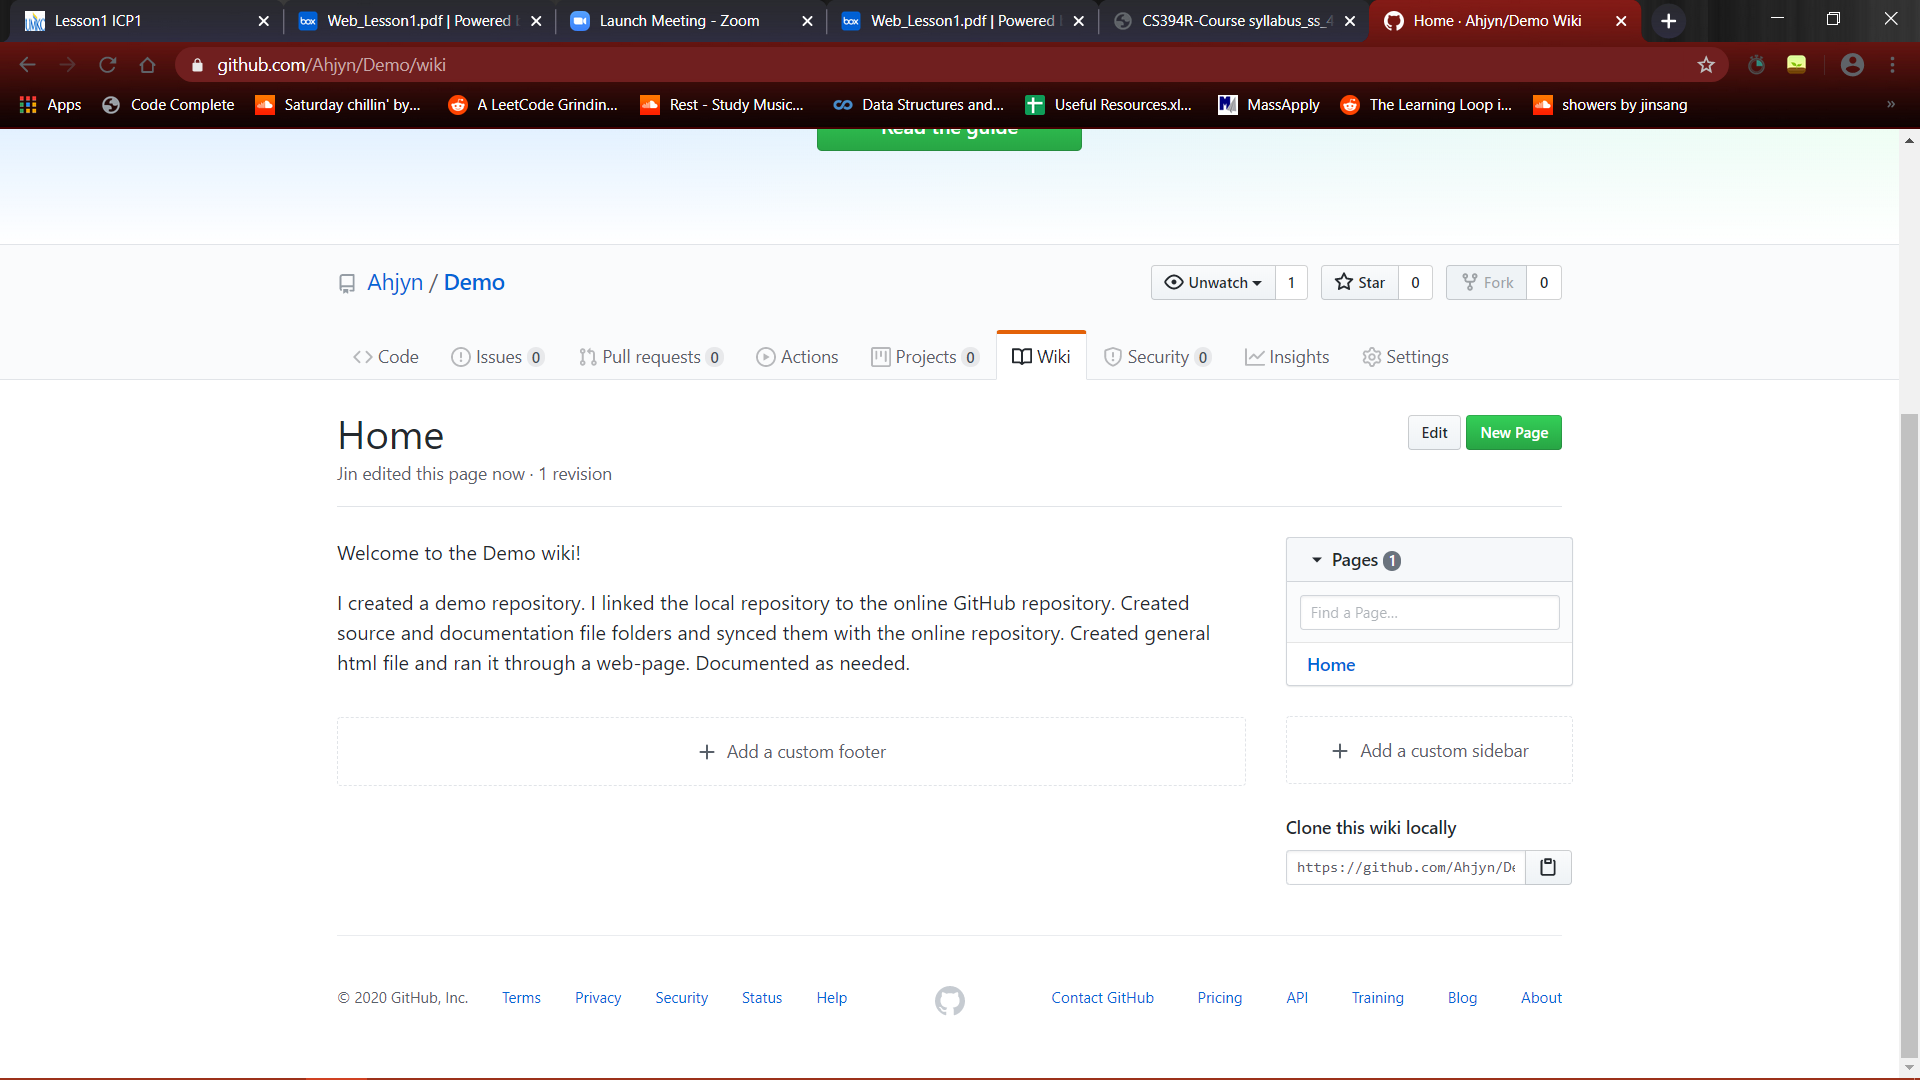 Lesson1 ICP1
Web_Lesson1.pdf | Powered
Launch Meeting - Zoom
Web_Lesson1.pdf | Powered
CS394R-Course syllabus_ss_4
Home · Ahjyn/Demo Wiki
github.com/Ahjyn/Demo/wiki
Apps
Code Complete
Saturday chillin' by...
A LeetCode Grindin...
Rest - Study Music...
Data Structures and...
Useful Resources.xl...
MassApply
The Learning Loop i...
showers by jinsang
»
Read the guide
Ahjyn / Demo
Unwatch 1
Star 0
Fork 0
Code
Issues 0
Pull requests 0
Actions
Projects 0
Wiki
Security 0
Insights
Settings
Home
Edit
New Page
Jin edited this page now · 1 revision
Welcome to the Demo wiki!
I created a demo repository. I linked the local repository to the online GitHub repository. Created
source and documentation file folders and synced them with the online repository. Created general
html file and ran it through a web-page. Documented as needed.
Pages 1
Find a Page...
Home
Add a custom footer
Add a custom sidebar
Clone this wiki locally
https://github.com/Ahjyn/De
© 2020 GitHub, Inc.
Terms
Privacy
Security
Status
Help
Contact GitHub
Pricing
API
Training
Blog
About